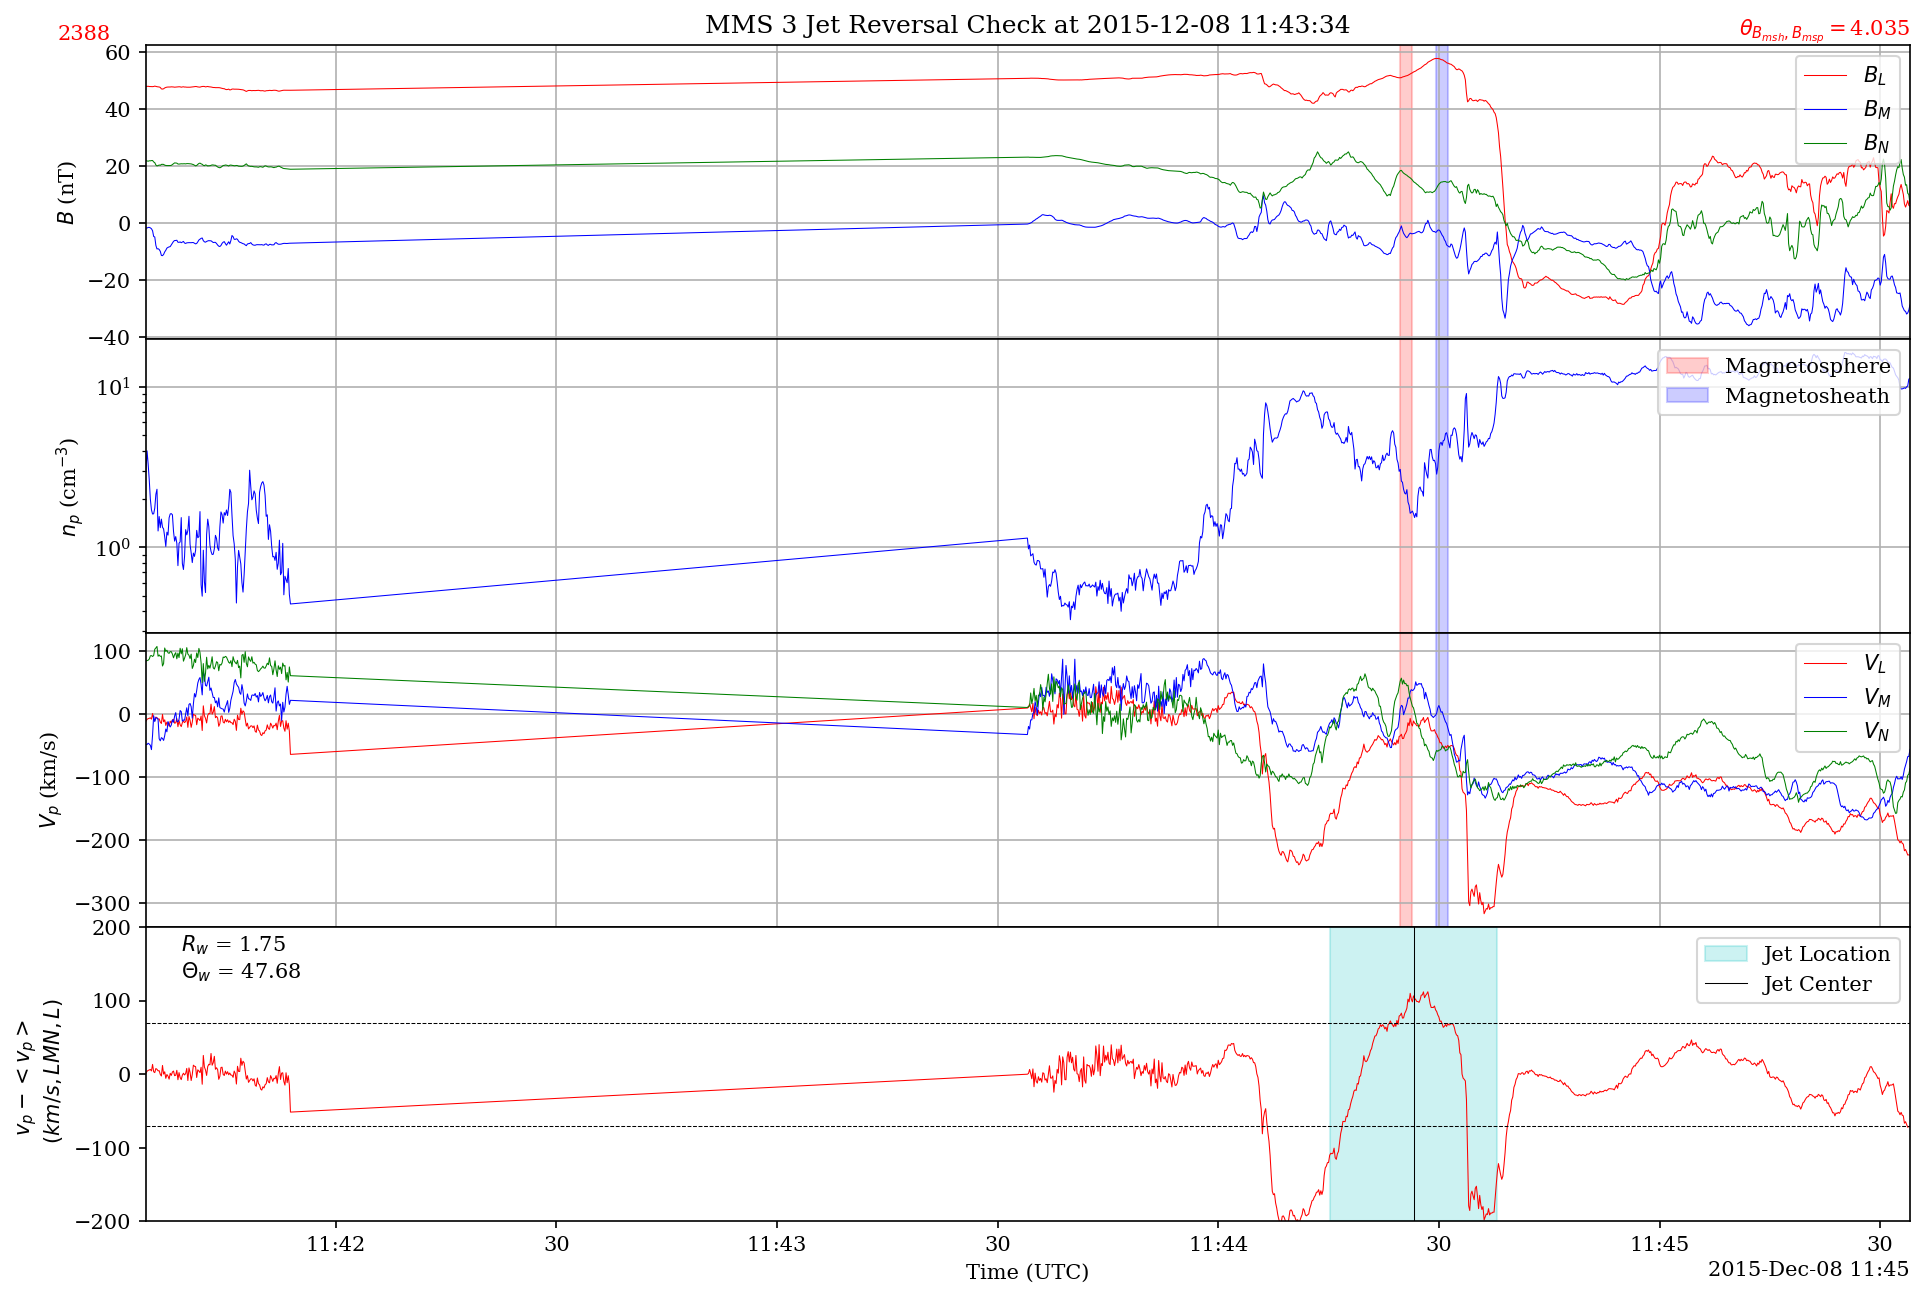 MMS 3 Jet Reversal Check at 2015-12-08 11:43:34
2388
θ_{B_{msh}, B_{msp}} = 4.035
60
40
20
0
−20
−40
B (nT)
B_L
B_M
B_N
10^1
10^0
n_p (cm^{−3})
Magnetosphere
Magnetosheath
100
0
−100
−200
−300
V_p (km/s)
V_L
V_M
V_N
200
100
0
−100
−200
v_p − < v_p >
(km/s, LMN, L)
R_w = 1.75
Θ_w = 47.68
Jet Location
Jet Center
11:42 30 11:43 30 11:44 30 11:45 30
Time (UTC)
2015-Dec-08 11:45